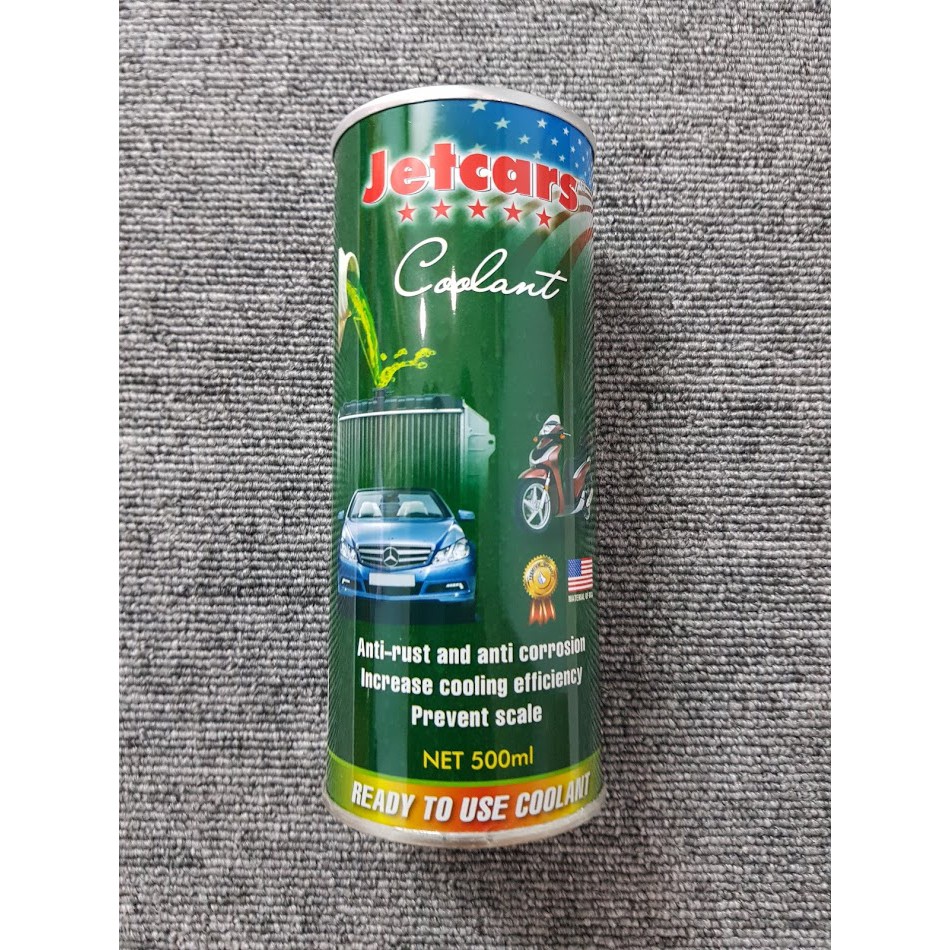 Jetcars
Coolant
Anti-rust and anti corrosion
Increase cooling efficiency
Prevent scale
NET 500ml
READY TO USE COOLANT